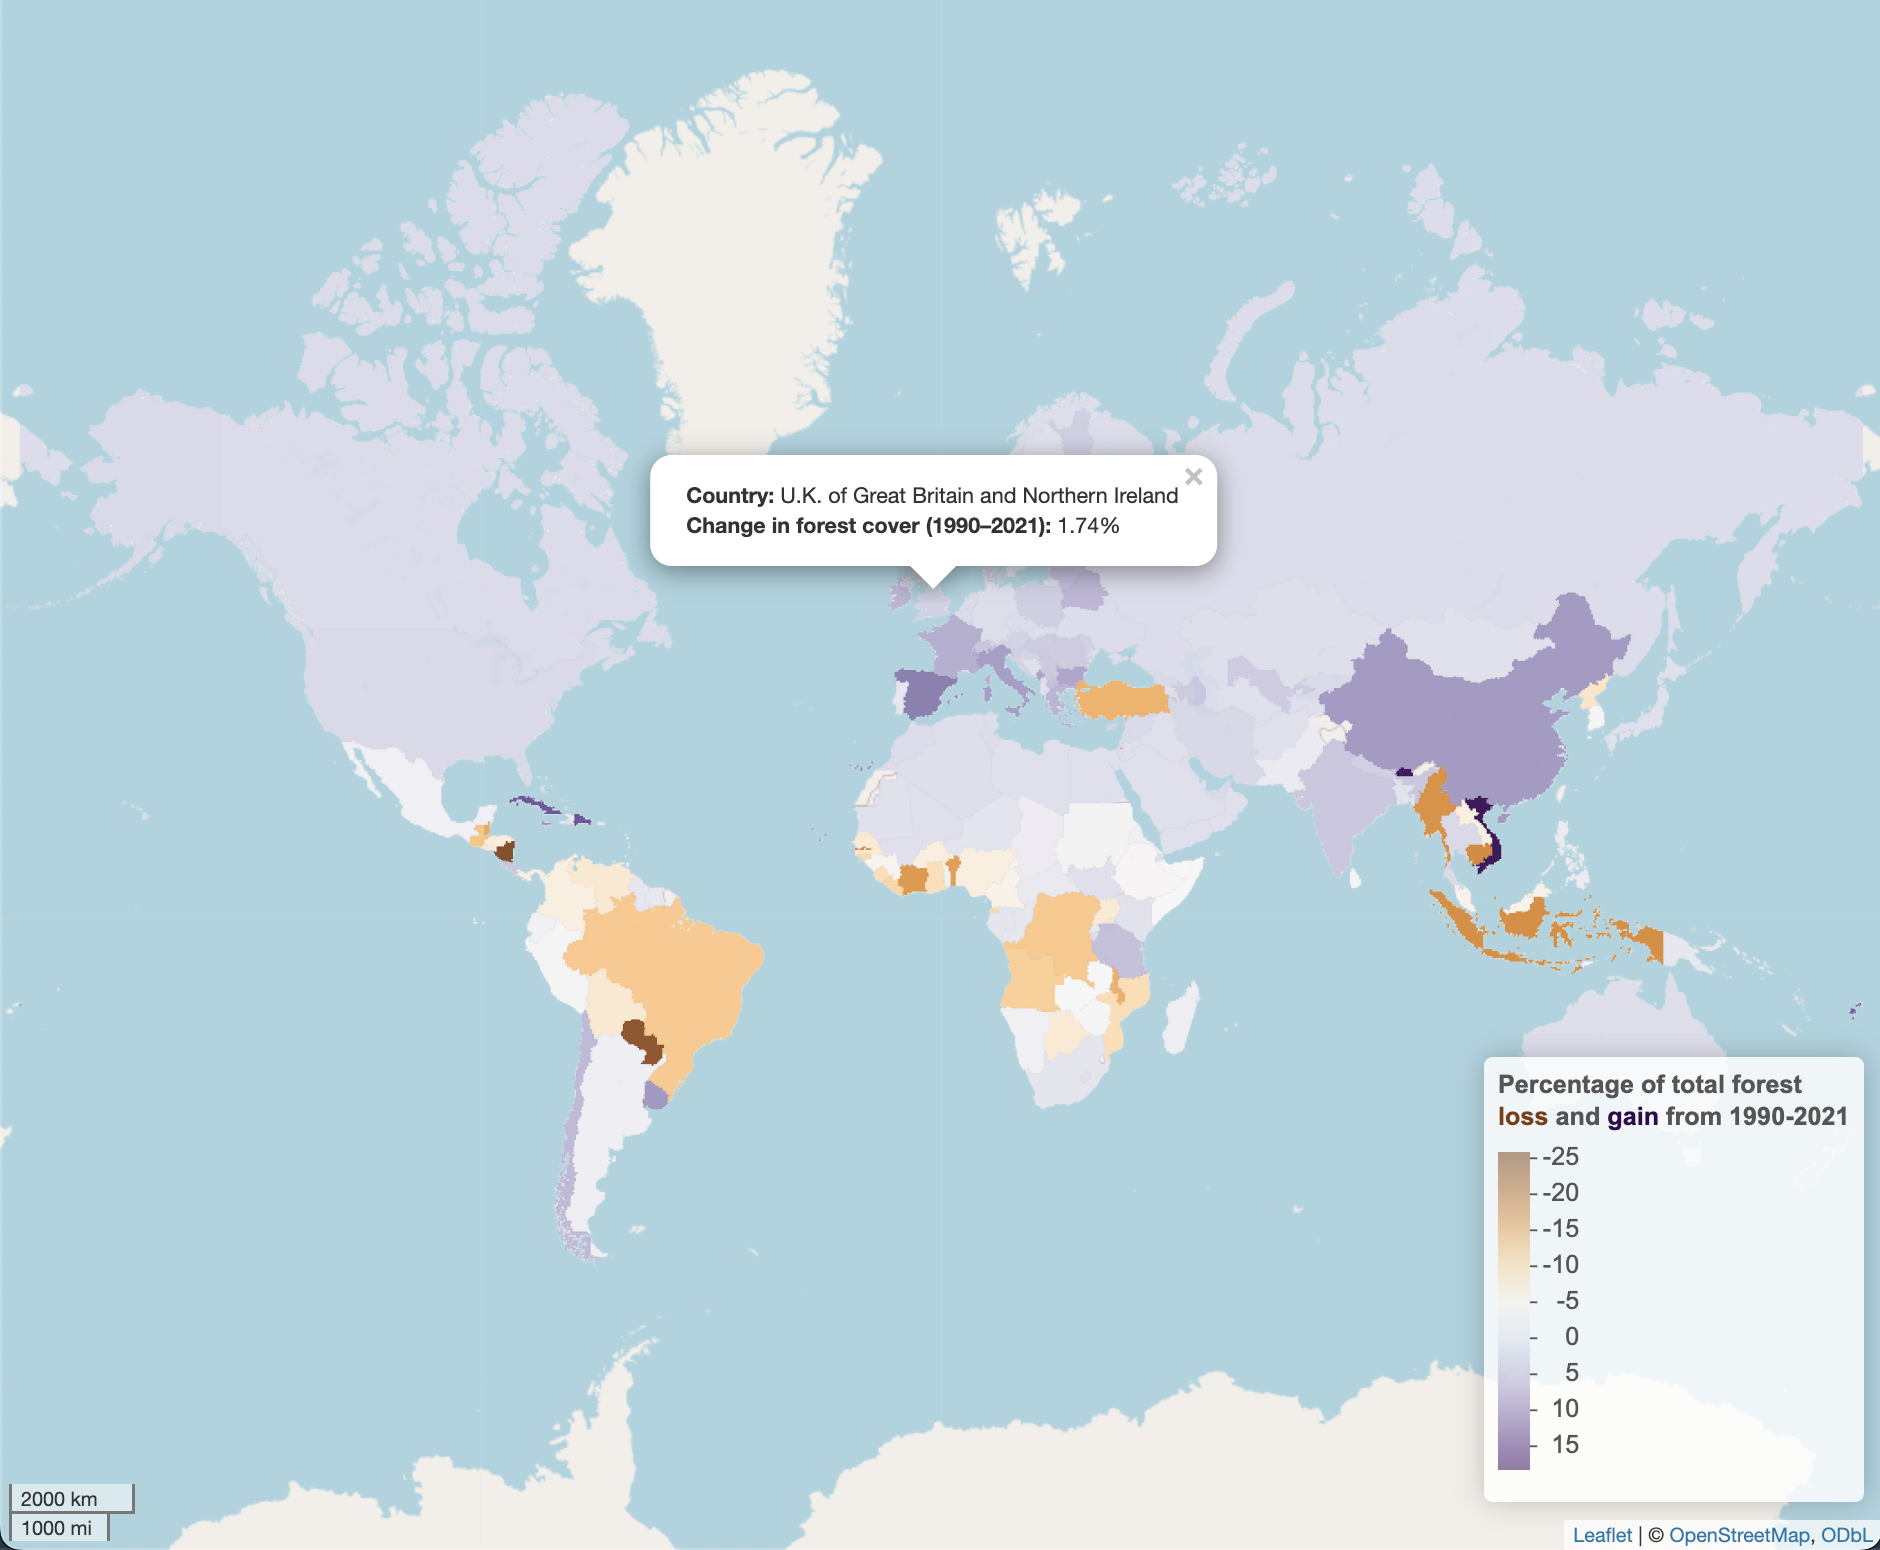 Country: U.K. of Great Britain and Northern Ireland
Change in forest cover (1990–2021): 1.74%
×
Percentage of total forest
loss and gain from 1990-2021
-25
-20
-15
-10
-5
0
5
10
15
2000 km
1000 mi
Leaflet | © OpenStreetMap, ODbL